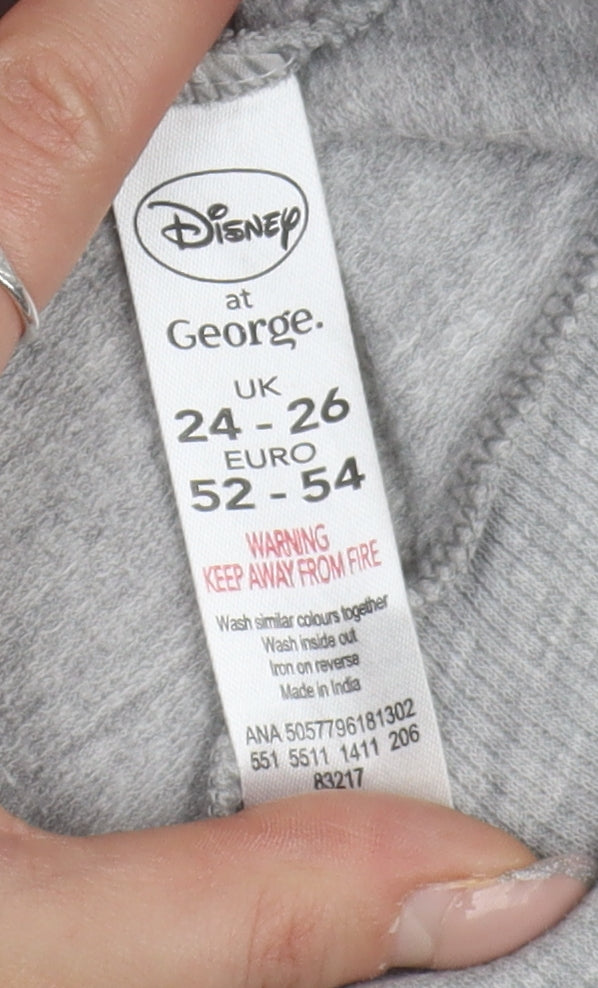 Disney
at
George.
UK
24 - 26
EURO
52 - 54
WARNING
KEEP AWAY FROM FIRE
Wash similar colours together
Wash inside out
Iron on reverse
Made in India
ANA 5057796181302
551 5511 1411 206
83217